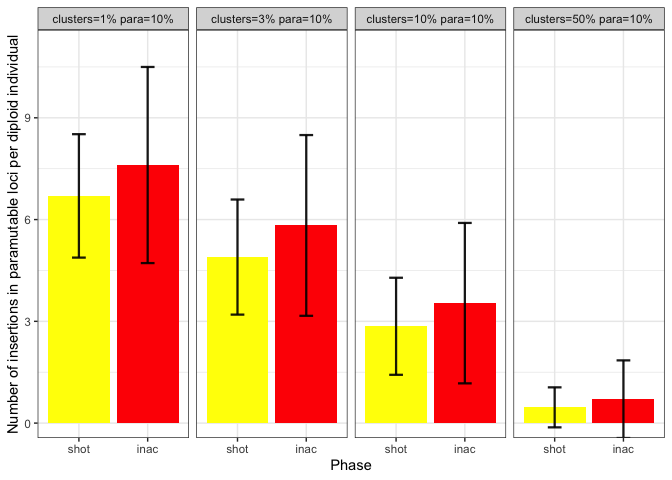 clusters=1% para=10%
clusters=3% para=10%
clusters=10% para=10%
clusters=50% para=10%
Number of insertions in paramutable loci per diploid individual
9
6
3
0
shot
inac
shot
inac
shot
inac
shot
inac
Phase